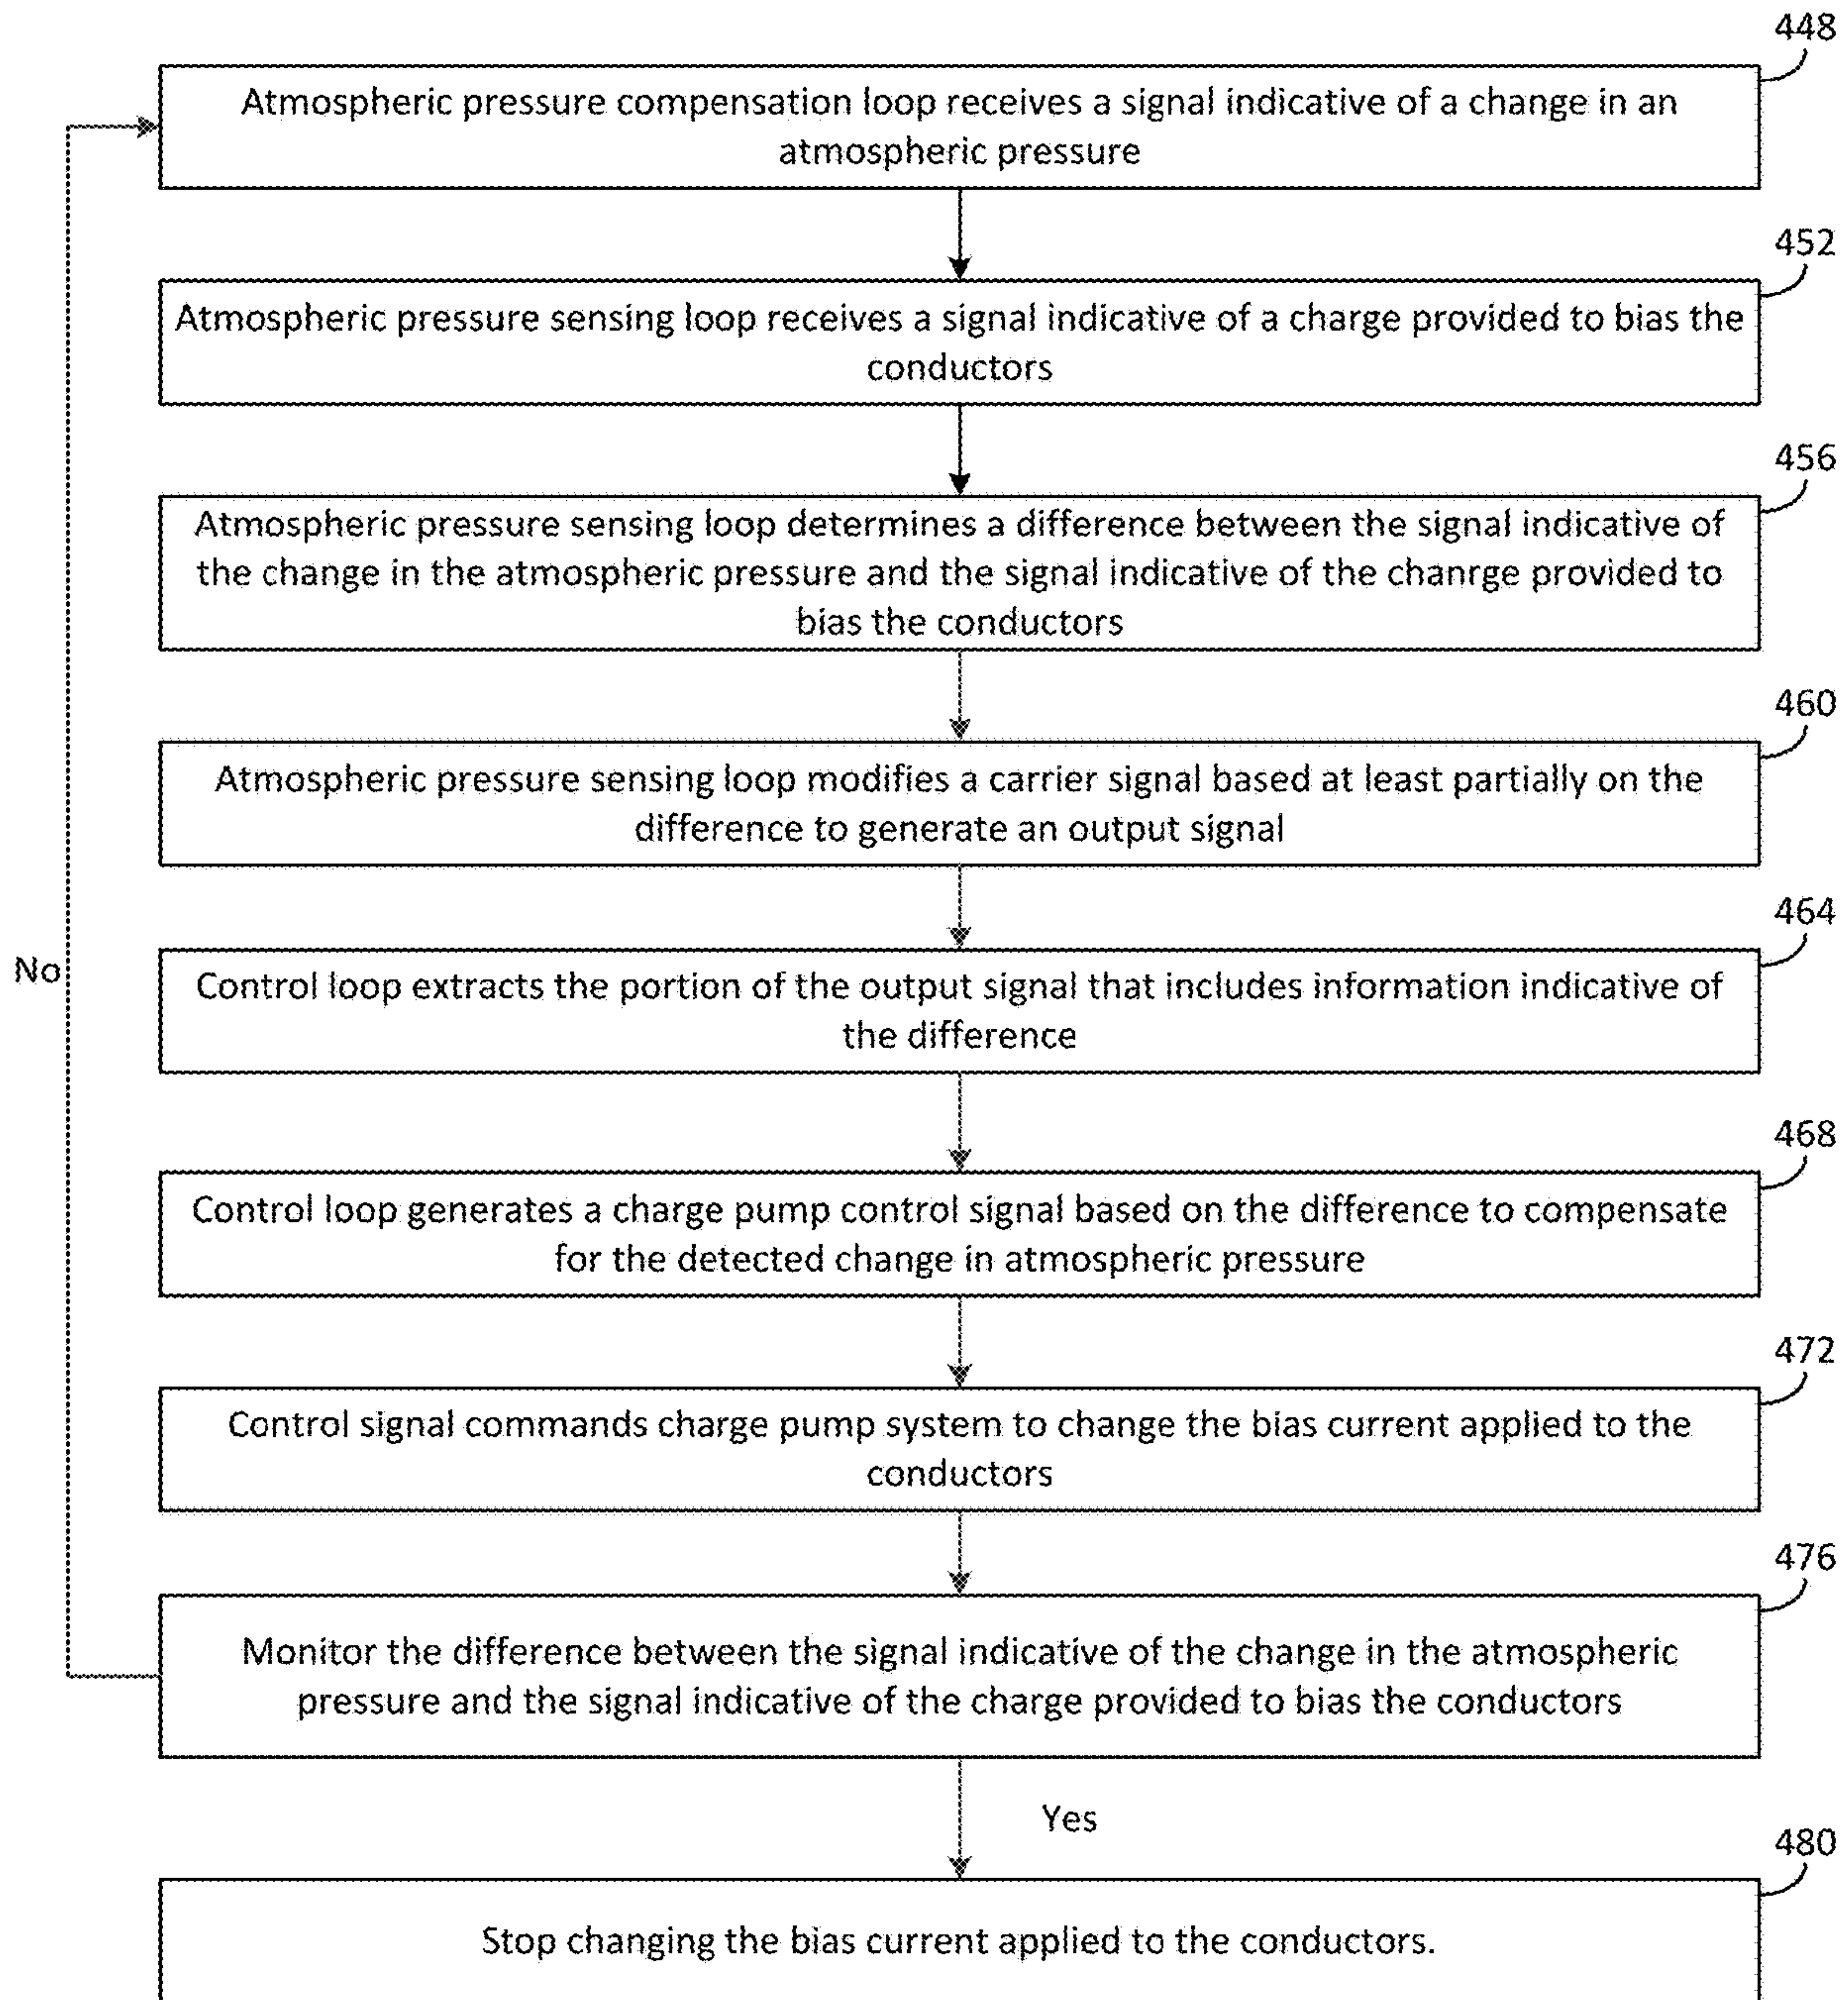 448
Atmospheric pressure compensation loop receives a signal indicative of a change in an
atmospheric pressure
452
Atmospheric pressure sensing loop receives a signal indicative of a charge provided to bias the
conductors
456
Atmospheric pressure sensing loop determines a difference between the signal indicative of
the change in the atmospheric pressure and the signal indicative of the chanrge provided to
bias the conductors
460
Atmospheric pressure sensing loop modifies a carrier signal based at least partially on the
difference to generate an output signal
464
No
Control loop extracts the portion of the output signal that includes information indicative of
the difference
468
Control loop generates a charge pump control signal based on the difference to compensate
for the detected change in atmospheric pressure
472
Control signal commands charge pump system to change the bias current applied to the
conductors
476
Monitor the difference between the signal indicative of the change in the atmospheric
pressure and the signal indicative of the charge provided to bias the conductors
Yes
480
Stop changing the bias current applied to the conductors.